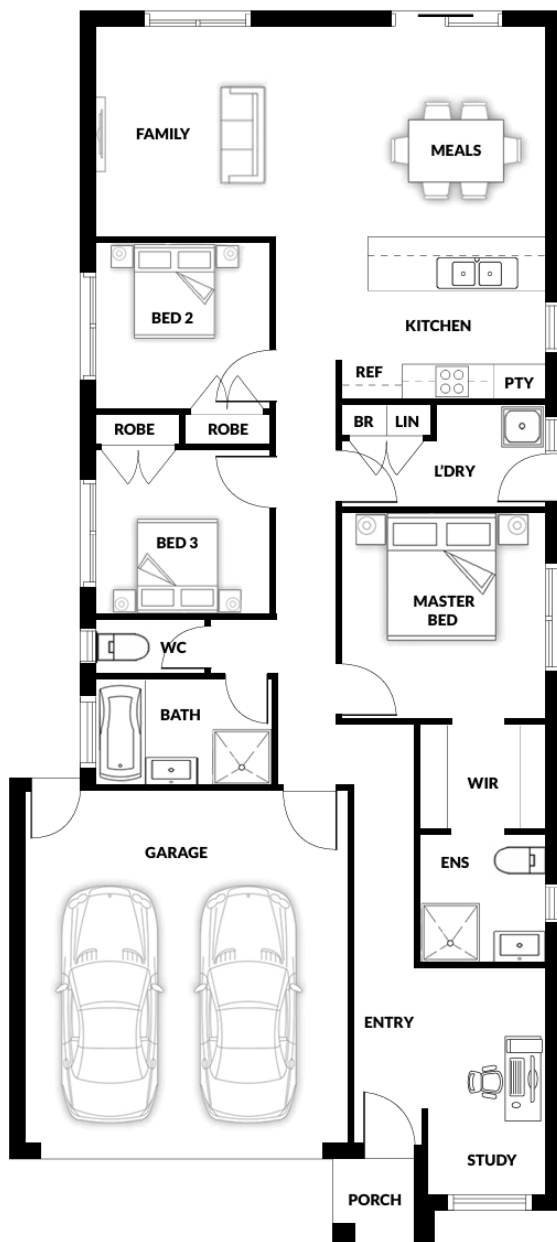 FAMILY
MEALS
BED 2
KITCHEN
REF
PTY
ROBE
ROBE
BR
LIN
L'DRY
BED 3
MASTER
BED
WC
BATH
WIR
GARAGE
ENS
ENTRY
STUDY
PORCH